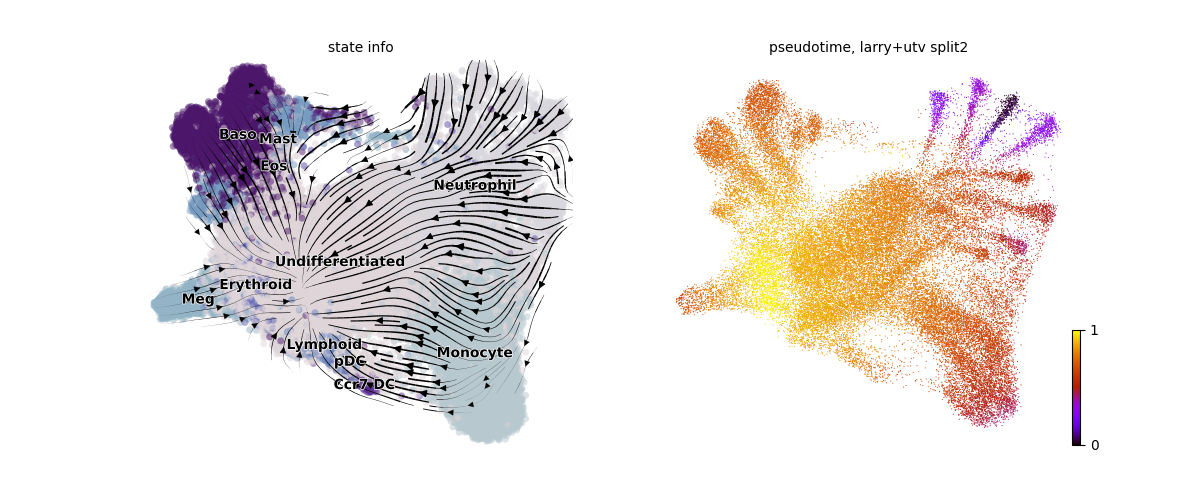 state info
Baso
Mast
Eos
Neutrophil
Undifferentiated
Erythroid
Meg
Lymphoid
pDC
Monocyte
Ccr7 DC
pseudotime, larry+utv split2
1
0